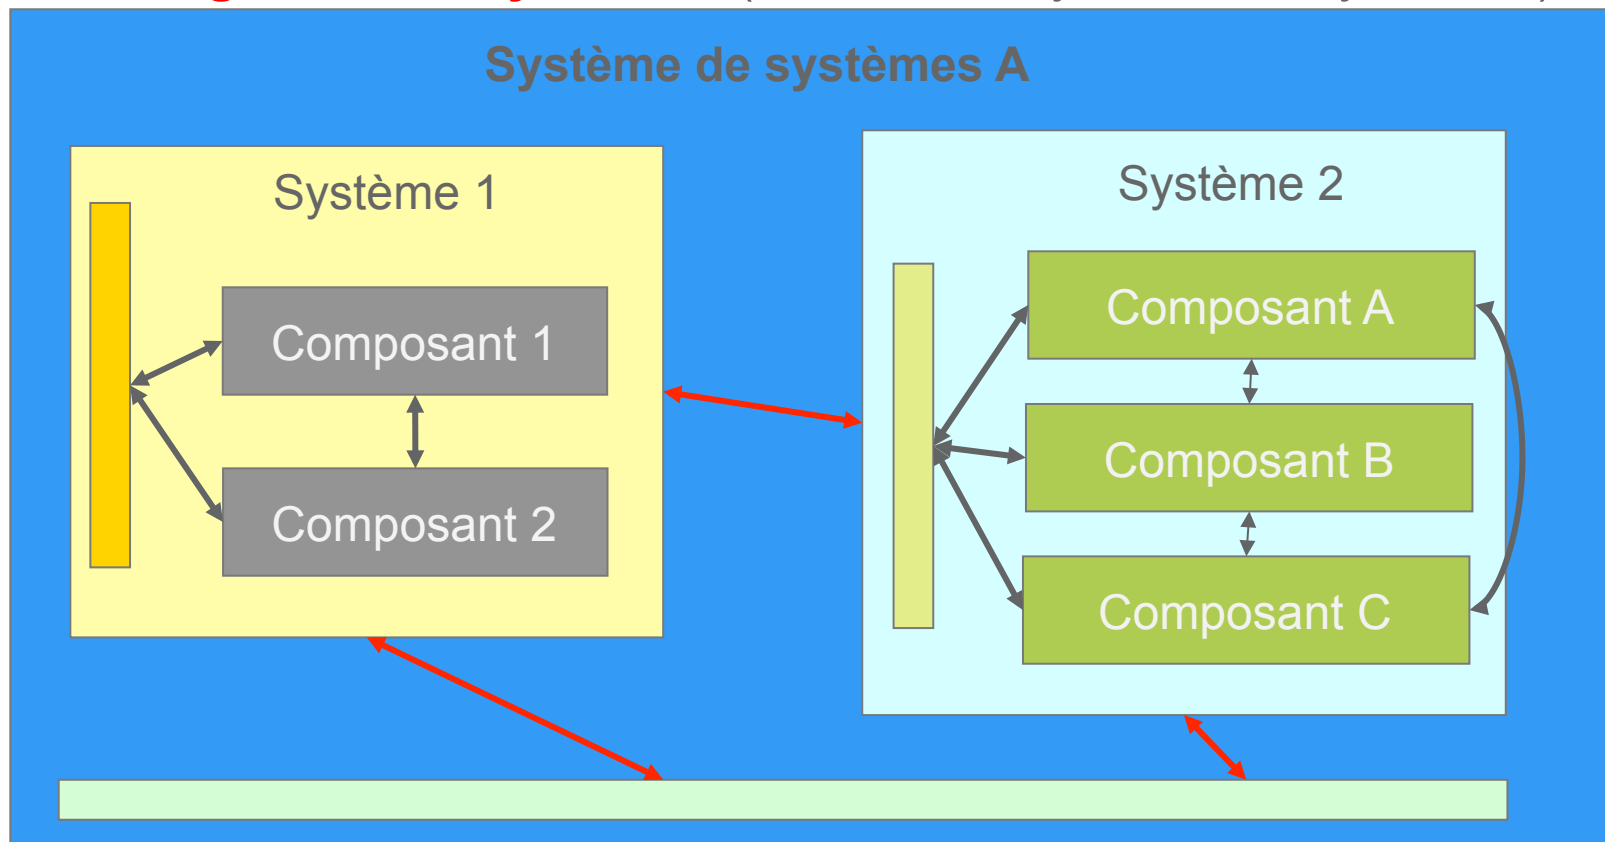 Système de systèmes A
Système 1
Système 2
Composant A
Composant 1
Composant B
Composant 2
Composant C